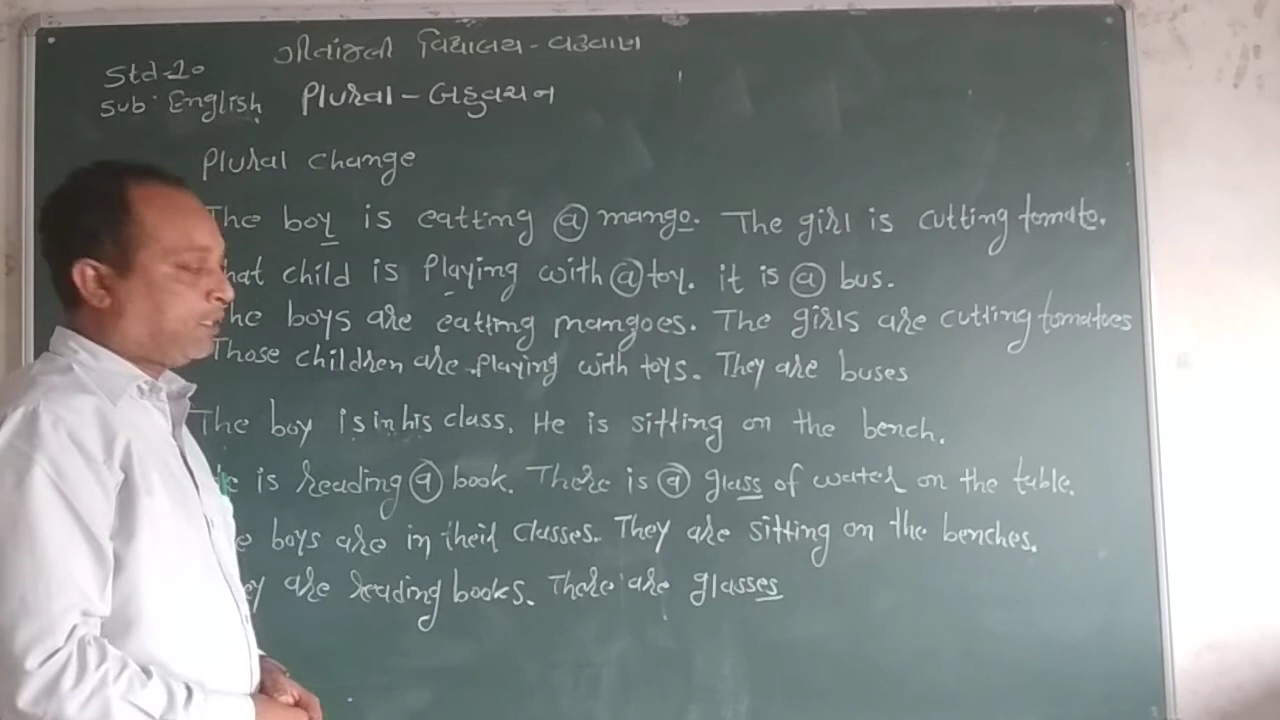 ગીતાંજલી વિદ્યાલય - વઢવાણ
Std-10
Sub: English. Plural - બહુવચન
Plural change
The boy is eatting a mango. The girl is cutting tomato.
hat child is Playing with a toy. it is a bus.
he boys are eatting mangoes. The girls are cutting tomatoes
Those children are Playing with toys. They are buses
The boy is in his class. He is sitting on the bench.
is reading a book. There is a glass of water on the table.
e boys are in their classes. They are sitting on the benches.
ey are reading books. There are glasses